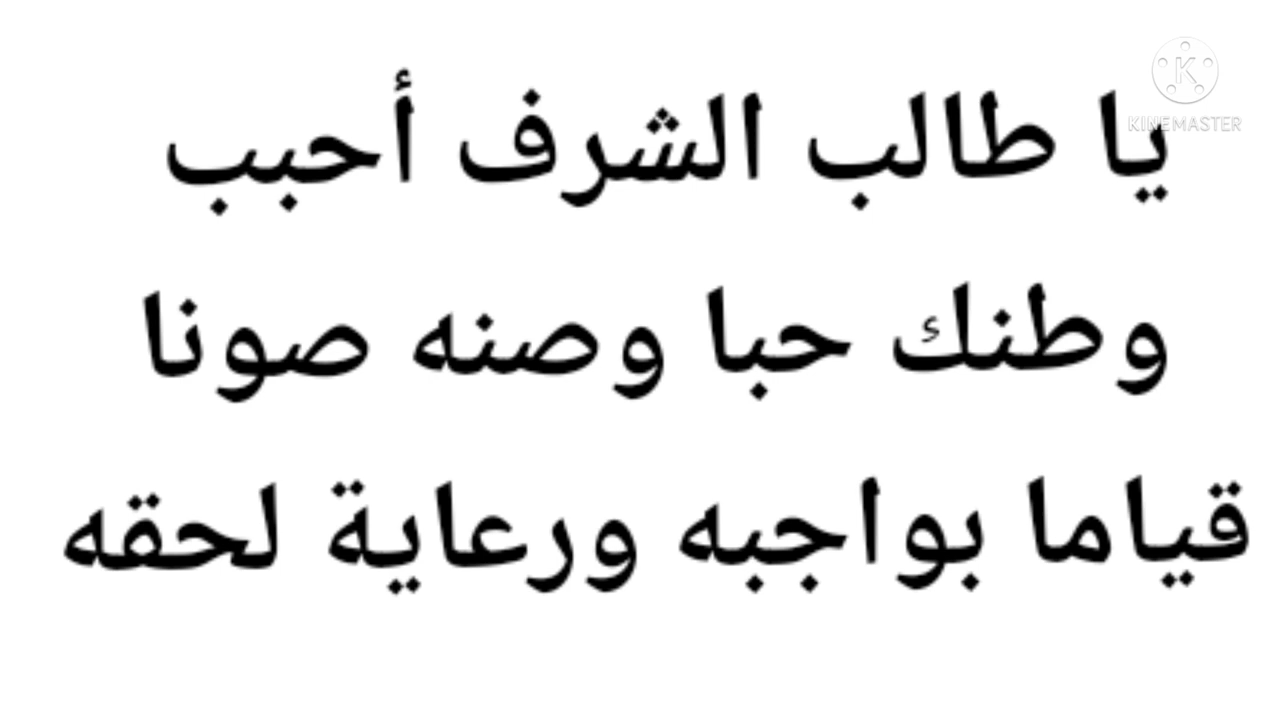 KINEMASTER
يا طالب الشرف أحبب
وطنك حبا وصنه صونا
قياما بواجبه ورعاية لحقه